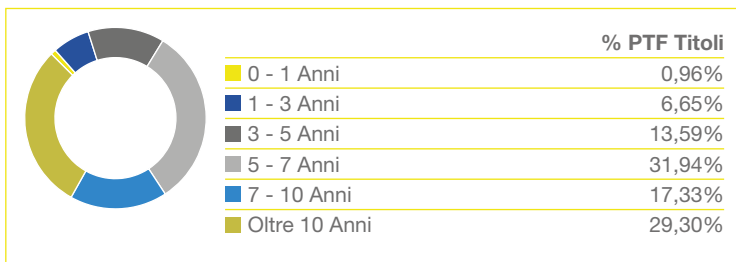 % PTF Titoli
0 - 1 Anni 0,96%
1 - 3 Anni 6,65%
3 - 5 Anni 13,59%
5 - 7 Anni 31,94%
7 - 10 Anni 17,33%
Oltre 10 Anni 29,30%